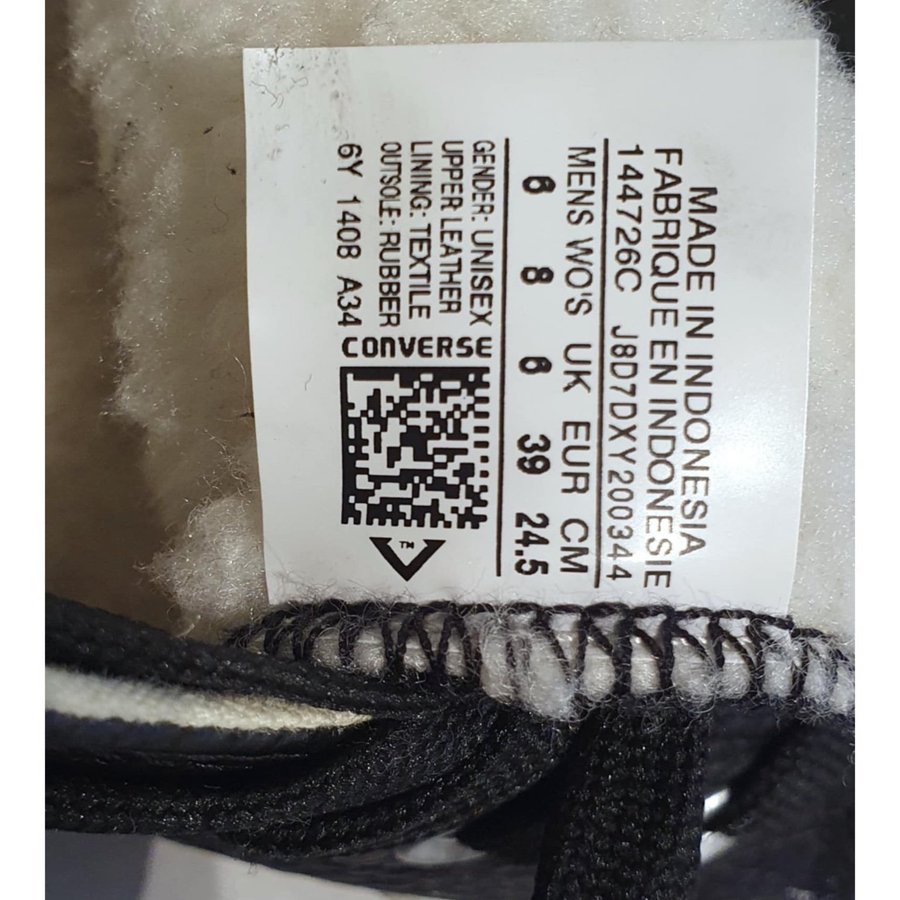 MADE IN INDONESIA
FABRIQUE EN INDONESIE
144726C J8D7DXY200344
MENS WO'S UK EUR CM
6 8 6 39 24.5
GENDER: UNISEX
UPPER LEATHER
LINING: TEXTILE
OUTSOLE: RUBBER
6Y 1408 A34
CONVERSE
TM